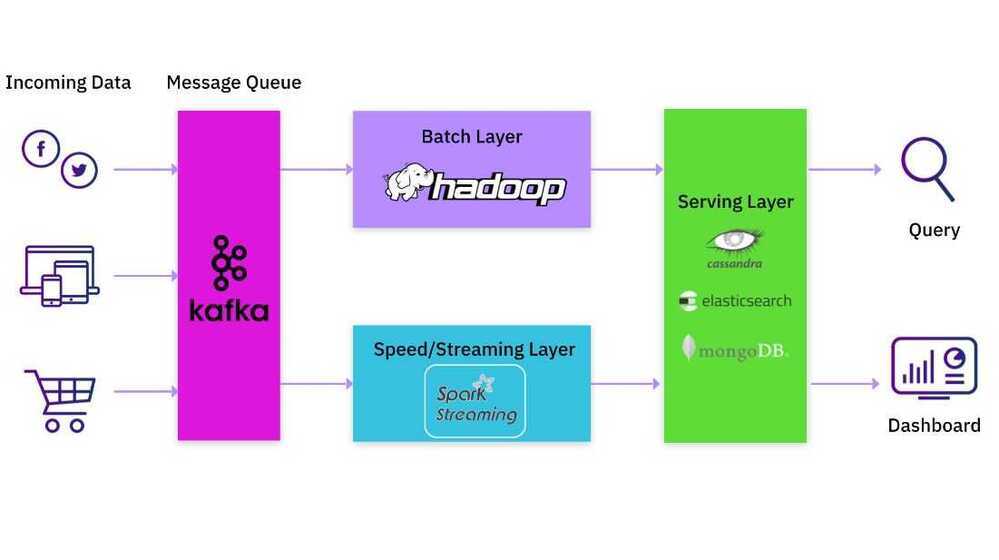 Incoming Data
Message Queue
f
kafka
Batch Layer
hadoop
Speed/Streaming Layer
Spark
Streaming
Serving Layer
cassandra
elasticsearch
mongoDB.
Query
Dashboard